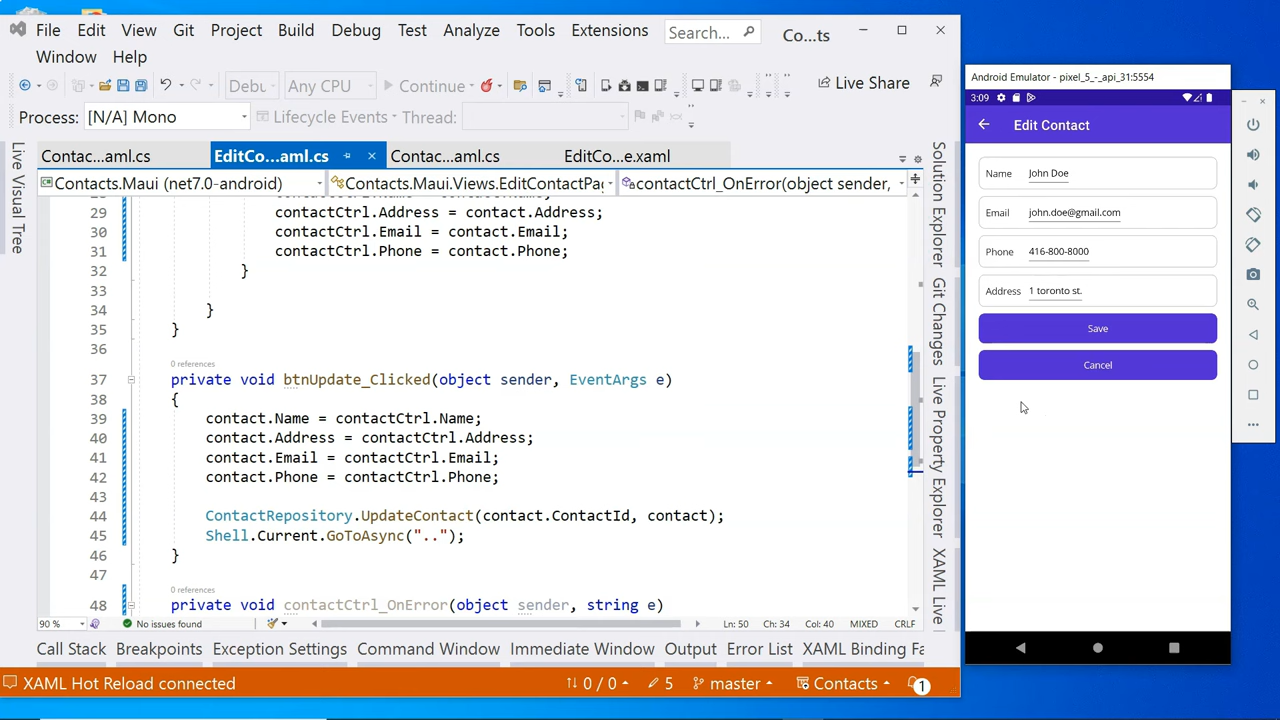 File Edit View Git Project Build Debug Test Analyze Tools Extensions Search... Co...ts
Window Help
Debu Any CPU Continue Live Share
Process: [N/A] Mono Lifecycle Events Thread:
Contac...aml.cs EditCo...aml.cs Contac...aml.cs EditCo...e.xaml
Contacts.Maui (net7.0-android) Contacts.Maui.Views.EditContactPa contactCtrl_OnError(object sender,
29 contactCtrl.Address = contact.Address;
30 contactCtrl.Email = contact.Email;
31 contactCtrl.Phone = contact.Phone;
32 }
33
34 }
35 }
36
0 references
37 private void btnUpdate_Clicked(object sender, EventArgs e)
38 {
39 contact.Name = contactCtrl.Name;
40 contact.Address = contactCtrl.Address;
41 contact.Email = contactCtrl.Email;
42 contact.Phone = contactCtrl.Phone;
43
44 ContactRepository.UpdateContact(contact.ContactId, contact);
45 Shell.Current.GoToAsync("..");
46 }
47
0 references
48 private void contactCtrl_OnError(object sender, string e)
90 % No issues found Ln: 50 Ch: 34 Col: 40 MIXED CRLF
Call Stack Breakpoints Exception Settings Command Window Immediate Window Output Error List XAML Binding Fa
XAML Hot Reload connected 0 / 0 5 master Contacts 1
Live Visual Tree
Solution Explorer
Git Changes
Live Property Explorer
XAML Live
Android Emulator - pixel_5_-_api_31:5554
3:09
Edit Contact
Name John Doe
Email john.doe@gmail.com
Phone 416-800-8000
Address 1 toronto st.
Save
Cancel